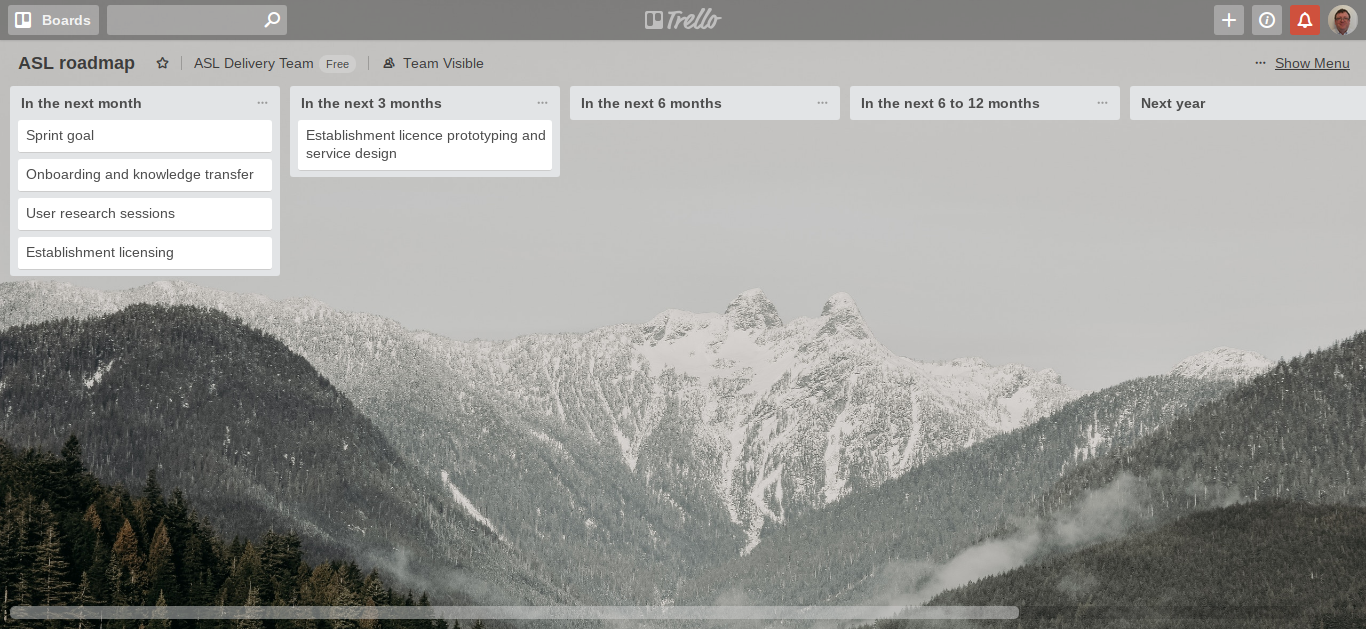 Boards
Trello
ASL roadmap
ASL Delivery Team Free
Team Visible
Show Menu
In the next month
Sprint goal
Onboarding and knowledge transfer
User research sessions
Establishment licensing
In the next 3 months
Establishment licence prototyping and
service design
In the next 6 months
In the next 6 to 12 months
Next year